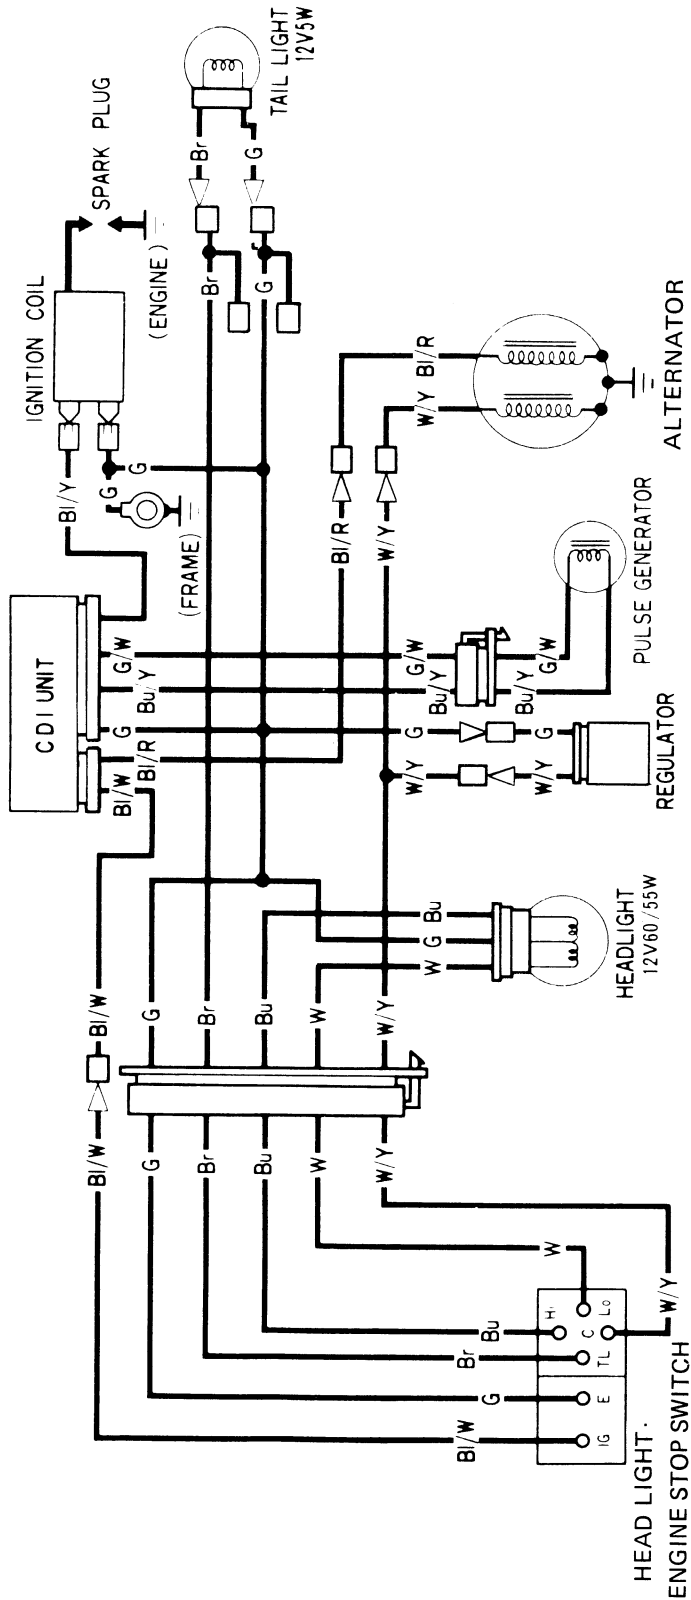 TAIL LIGHT
12V5W
SPARK PLUG
(ENGINE)
IGNITION COIL
Br
G
Br
G
Bl/Y
G
G
(FRAME)
Bl/R
W/Y
Bl/R
W/Y
ALTERNATOR
CDI UNIT
G/W
Bu/Y
G
Bl/R
Bl/W
G/W
Bu/Y
G
W/Y
G/W
Bu/Y
G
W/Y
PULSE GENERATOR
REGULATOR
Bu
G
W
HEADLIGHT
12V60/55W
Bl/W
G
Br
Bu
W
W/Y
Bl/W
G
Br
Bu
W
W/Y
W
Bu
Br
G
Bl/W
W/Y
Hi
Lo
C
TL
E
IG
HEAD LIGHT·
ENGINE STOP SWITCH